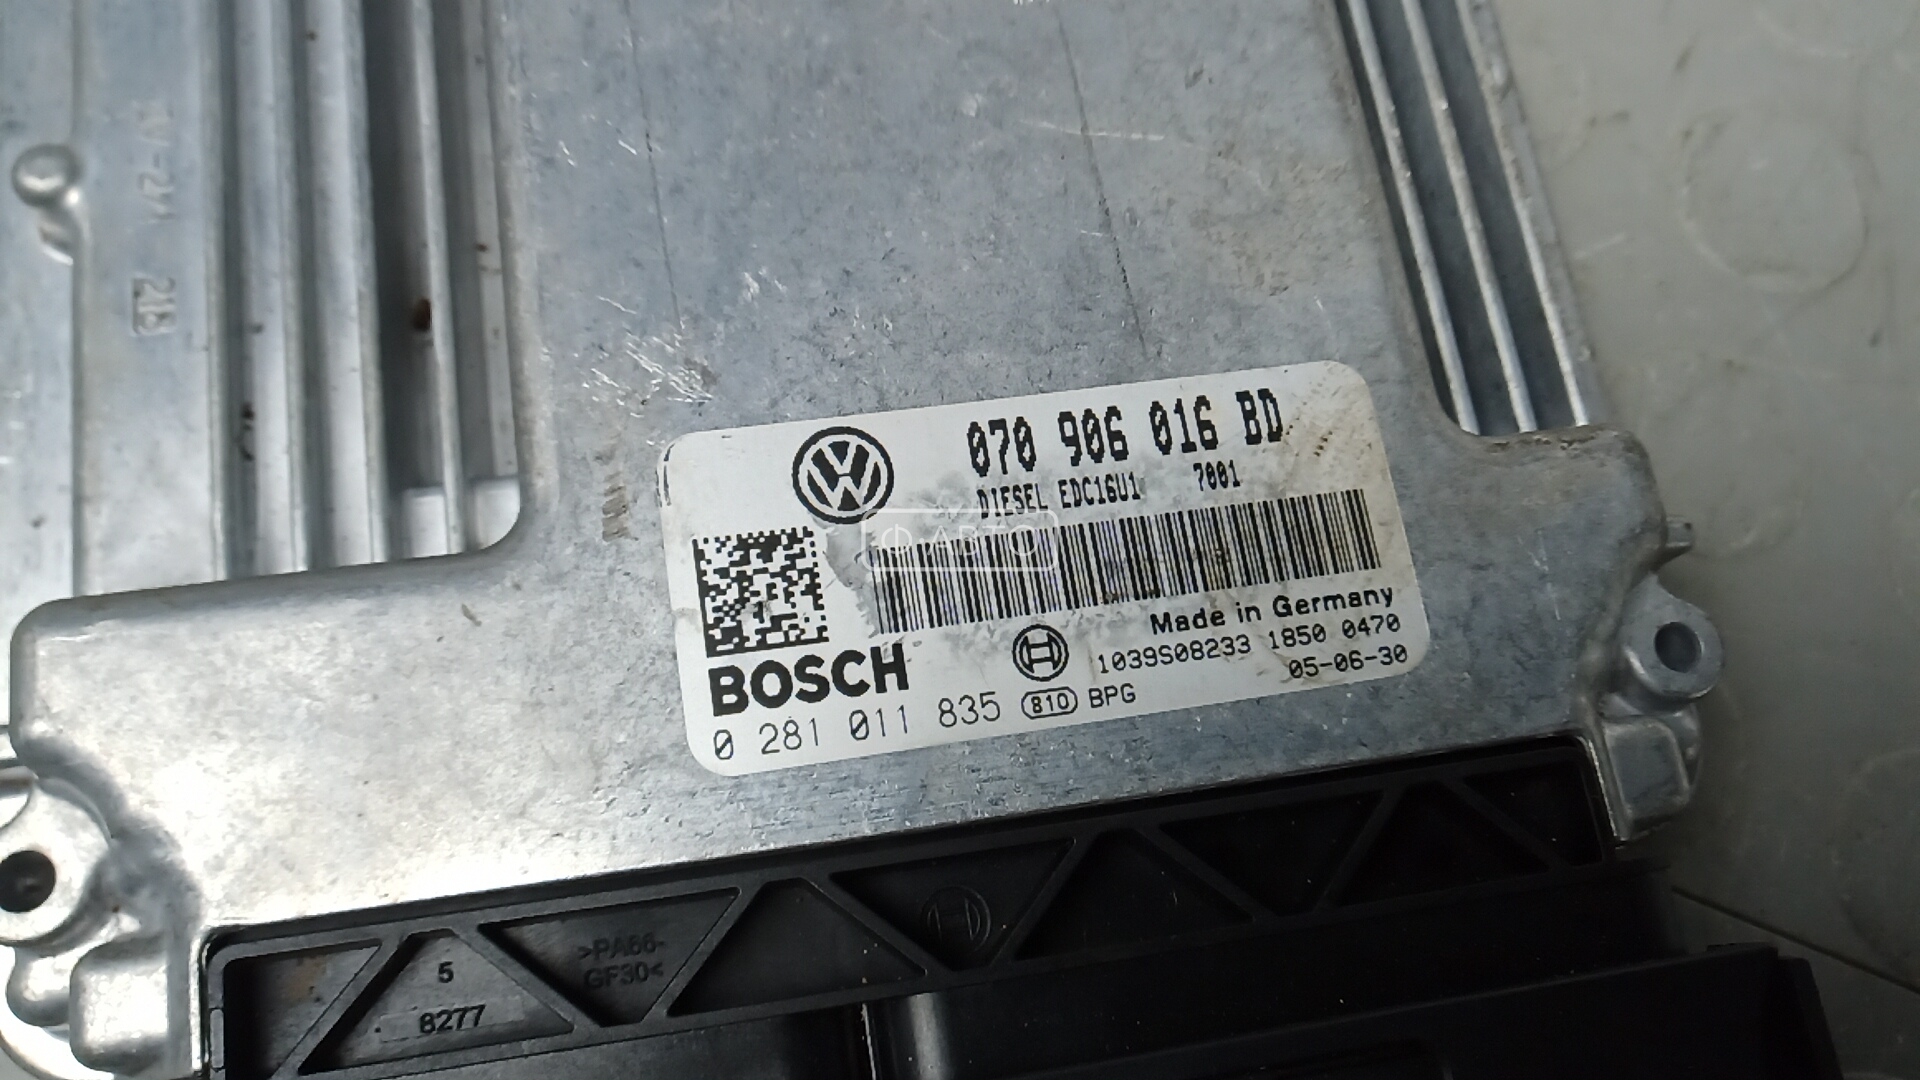 070 906 016 BD
DIESEL EDC16U1 7001
Ф-АВТО
Made in Germany
1039S08233 1850 0470
05-06-30
BOSCH
0 281 011 835 810 BPG
>PA66-
GF30<
5
8277